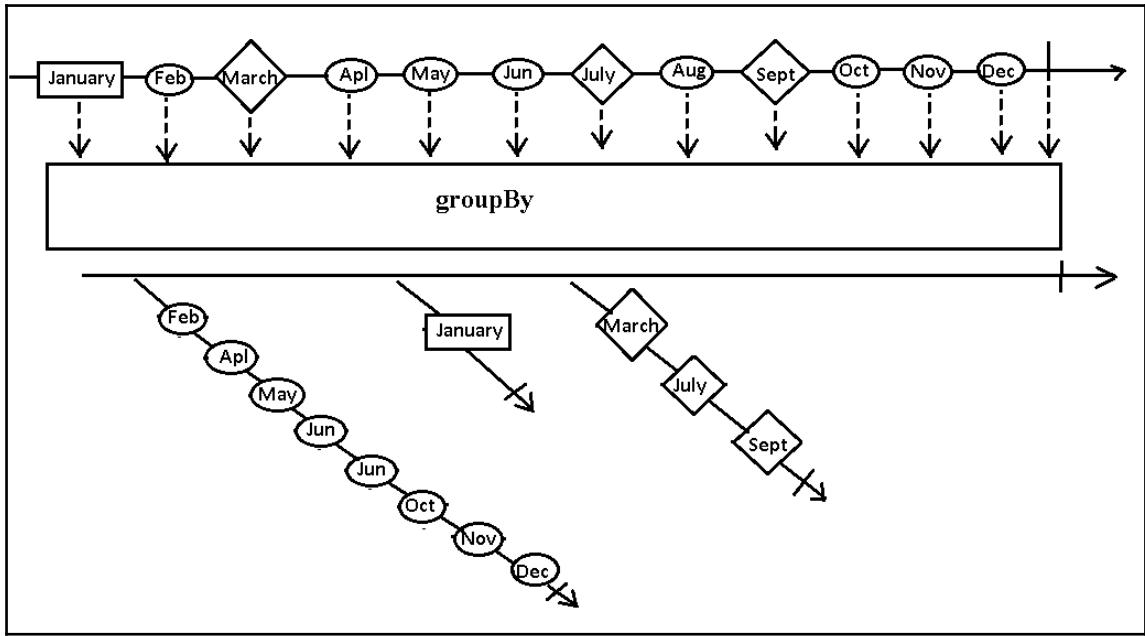 January Feb March Apl May Jun July Aug Sept Oct Nov Dec
groupBy
Feb
Apl
May
Jun
Jun
Oct
Nov
Dec
January
March
July
Sept